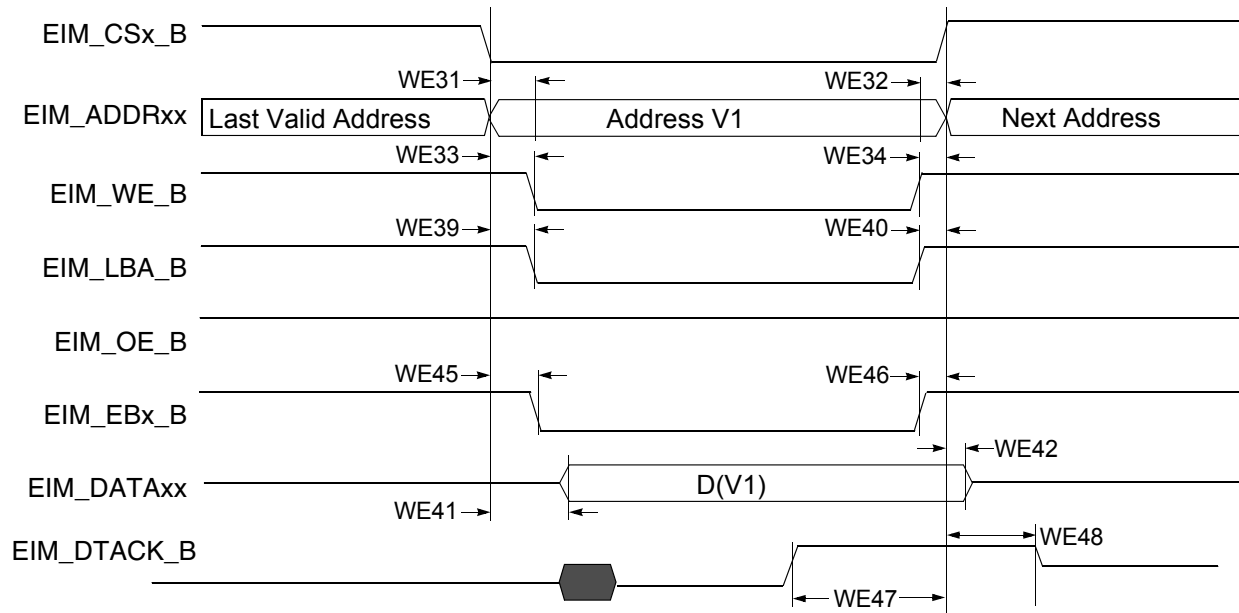 EIM_CSx_B
WE31
WE32
EIM_ADDRxx
Last Valid Address
Address V1
Next Address
WE33
WE34
EIM_WE_B
WE39
WE40
EIM_LBA_B
EIM_OE_B
WE45
WE46
EIM_EBx_B
WE42
EIM_DATAxx
D(V1)
WE41
EIM_DTACK_B
WE48
WE47